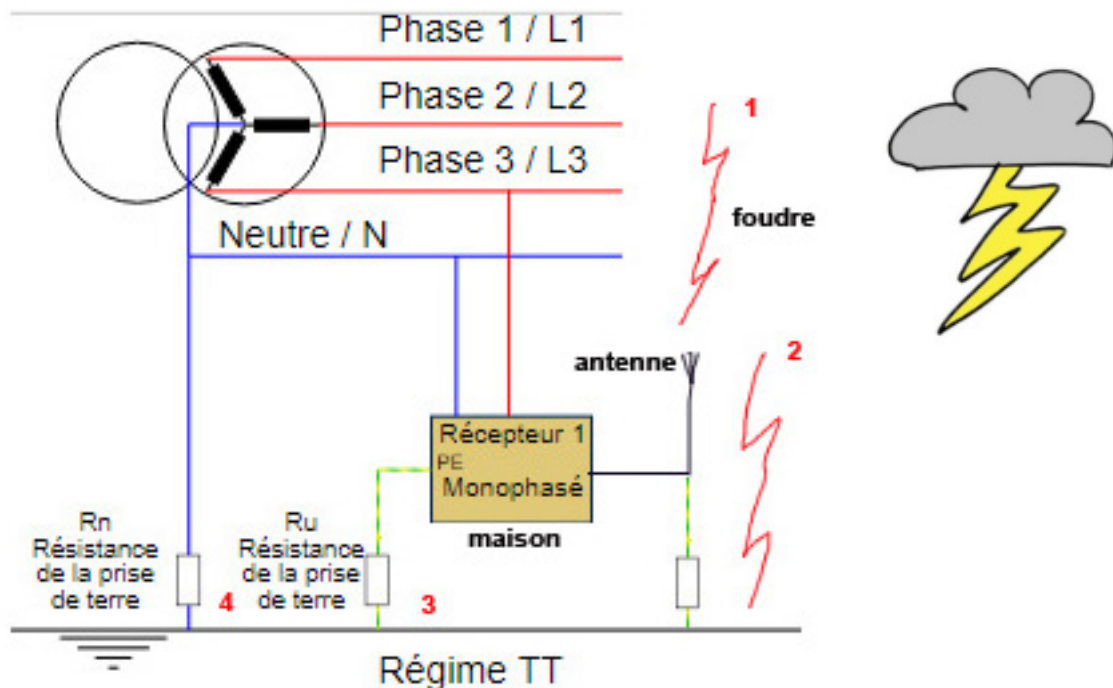 Phase 1 / L1
Phase 2 / L2
Phase 3 / L3
Neutre / N
1
foudre
antenne
2
Récepteur 1
PE
Monophasé
maison
Rn
Résistance
de la prise
de terre
4
Ru
Résistance
de la prise
de terre
3
Régime TT